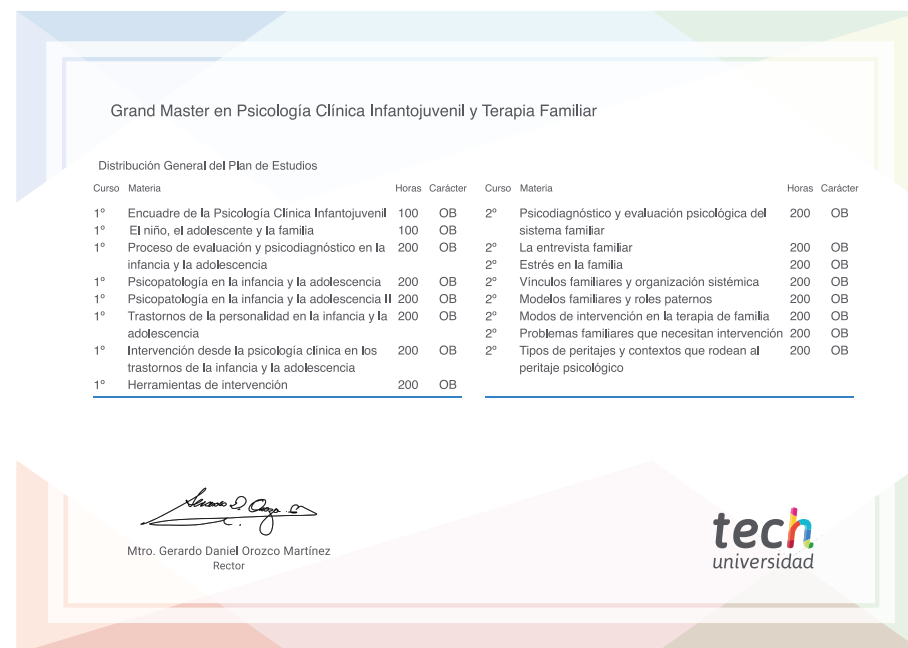 Grand Master en Psicología Clínica Infantojuvenil y Terapia Familiar
Distribución General del Plan de Estudios
Curso Materia Horas Carácter
1º Encuadre de la Psicología Clínica Infantojuvenil 100 OB
1º El niño, el adolescente y la familia 100 OB
1º Proceso de evaluación y psicodiagnóstico en la 200 OB
infancia y la adolescencia
1º Psicopatología en la infancia y la adolescencia 200 OB
1º Psicopatología en la infancia y la adolescencia II 200 OB
1º Trastornos de la personalidad en la infancia y la 200 OB
adolescencia
1º Intervención desde la psicología clínica en los 200 OB
trastornos de la infancia y la adolescencia
1º Herramientas de intervención 200 OB
Curso Materia Horas Carácter
2º Psicodiagnóstico y evaluación psicológica del 200 OB
sistema familiar
2º La entrevista familiar 200 OB
2º Estrés en la familia 200 OB
2º Vínculos familiares y organización sistémica 200 OB
2º Modelos familiares y roles paternos 200 OB
2º Modos de intervención en la terapia de familia 200 OB
2º Problemas familiares que necesitan intervención 200 OB
2º Tipos de peritajes y contextos que rodean al 200 OB
peritaje psicológico
Mtro. Gerardo Daniel Orozco Martínez
Rector
tech
universidad